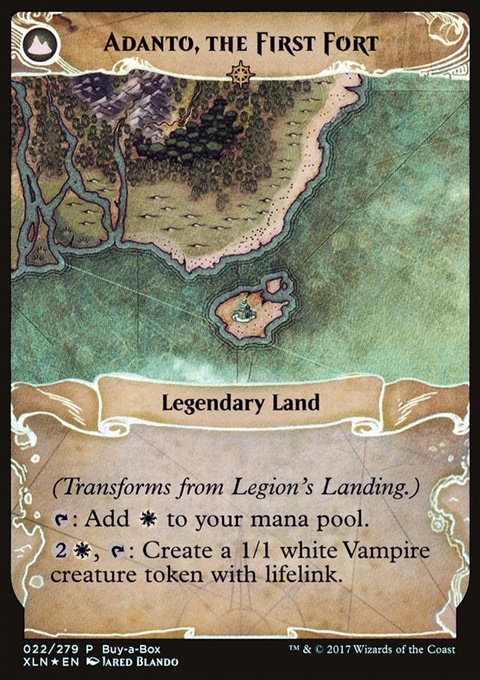 Adanto, the First Fort
Legendary Land
(Transforms from Legion's Landing.)
: Add to your mana pool.
2, : Create a 1/1 white Vampire
creature token with lifelink.
022/279 P Buy-a-Box
XLN★EN Jared Blando
™ & © 2017 Wizards of the Coast